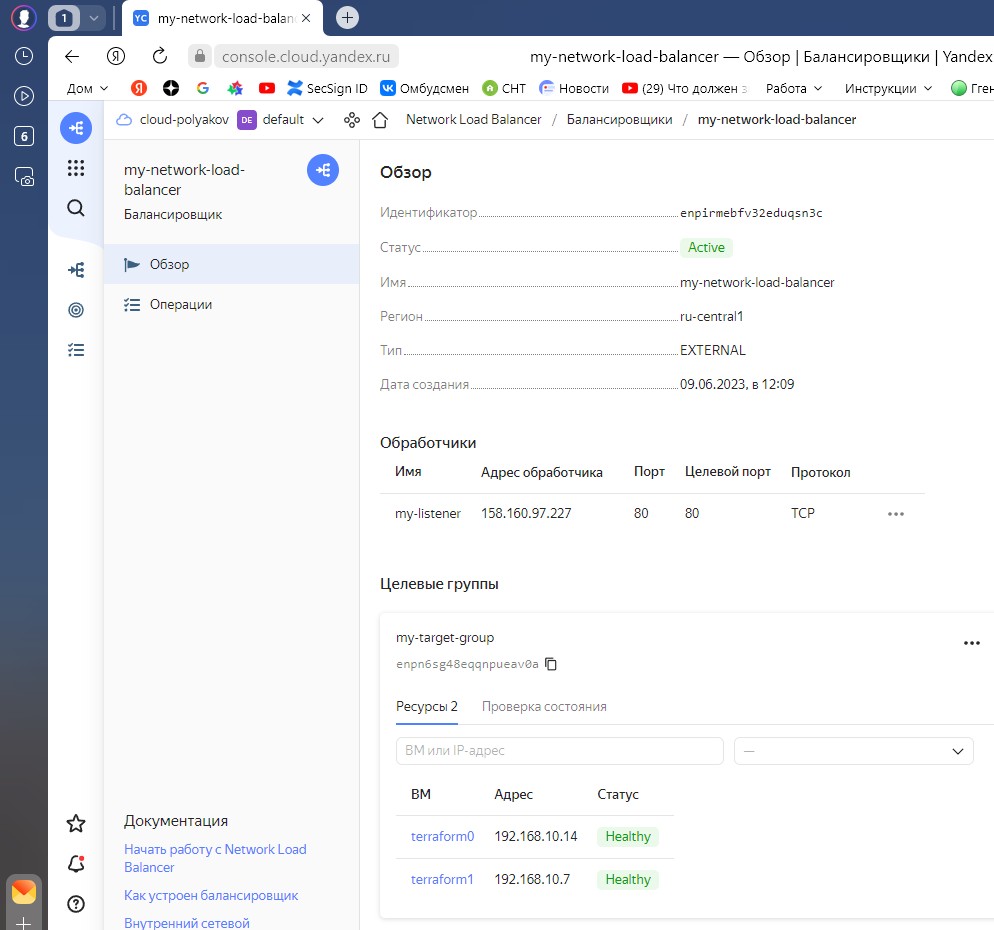 1
YC my-network-load-balan
Я console.cloud.yandex.ru my-network-load-balancer — Обзор | Балансировщики | Yandex
Дом Я G SecSign ID Омбудсмен СНТ Новости (29) Что должен Работа Инструкции Ген
6
cloud-polyakov DE default Network Load Balancer / Балансировщики / my-network-load-balancer
my-network-load-
balancer
Балансировщик
Обзор
Операции
Обзор
Идентификатор enpirmebfv32eduqsn3c
Статус Active
Имя my-network-load-balancer
Регион ru-central1
Тип EXTERNAL
Дата создания 09.06.2023, в 12:09
Обработчики
Имя Адрес обработчика Порт Целевой порт Протокол
my-listener 158.160.97.227 80 80 TCP
Целевые группы
my-target-group
enpn6sg48eqqnpueav0a
Ресурсы 2 Проверка состояния
ВМ или IP-адрес —
ВМ Адрес Статус
terraform0 192.168.10.14 Healthy
terraform1 192.168.10.7 Healthy
Документация
Начать работу с Network Load
Balancer
Как устроен балансировщик
Внутренний сетевой